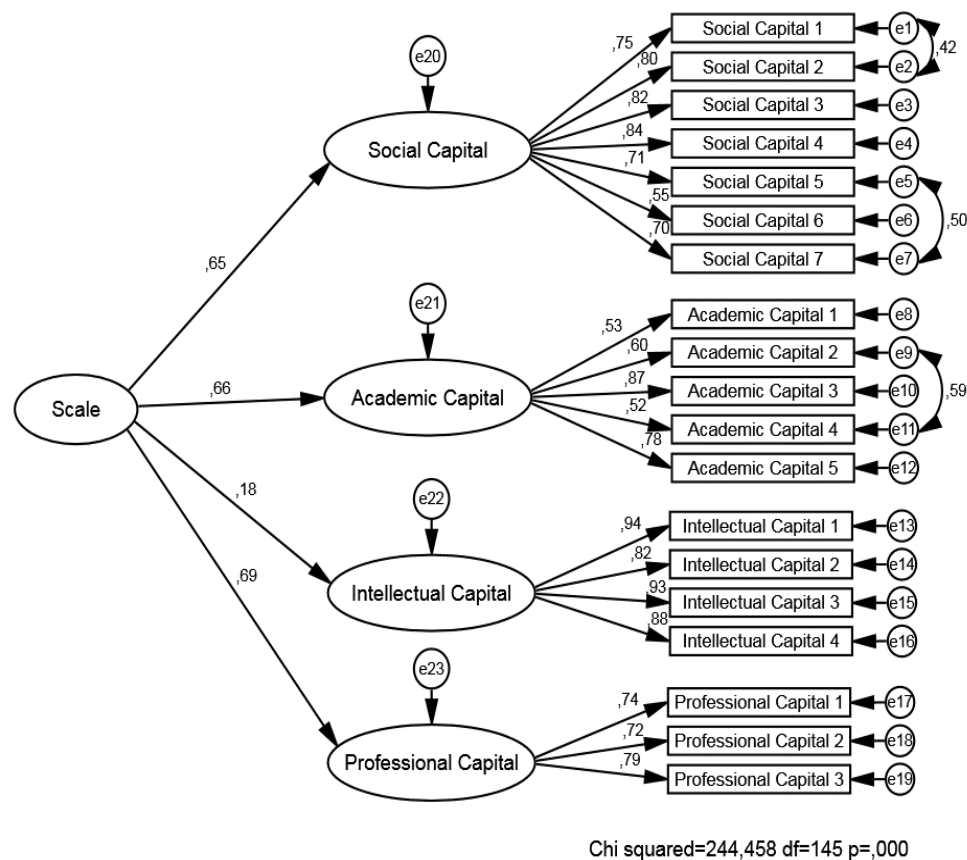 e20
Social Capital
,75
Social Capital 1
e1
,80
Social Capital 2
e2
,42
,82
Social Capital 3
e3
,84
Social Capital 4
e4
,71
Social Capital 5
e5
,55
Social Capital 6
e6
,50
,70
Social Capital 7
e7
,65
e21
Academic Capital
,53
Academic Capital 1
e8
,60
Academic Capital 2
e9
,87
Academic Capital 3
e10
,59
,52
Academic Capital 4
e11
,78
Academic Capital 5
e12
Scale
,66
,18
e22
Intellectual Capital
,94
Intellectual Capital 1
e13
,82
Intellectual Capital 2
e14
,93
Intellectual Capital 3
e15
,88
Intellectual Capital 4
e16
,69
e23
Professional Capital
,74
Professional Capital 1
e17
,72
Professional Capital 2
e18
,79
Professional Capital 3
e19
Chi squared=244,458 df=145 p=,000